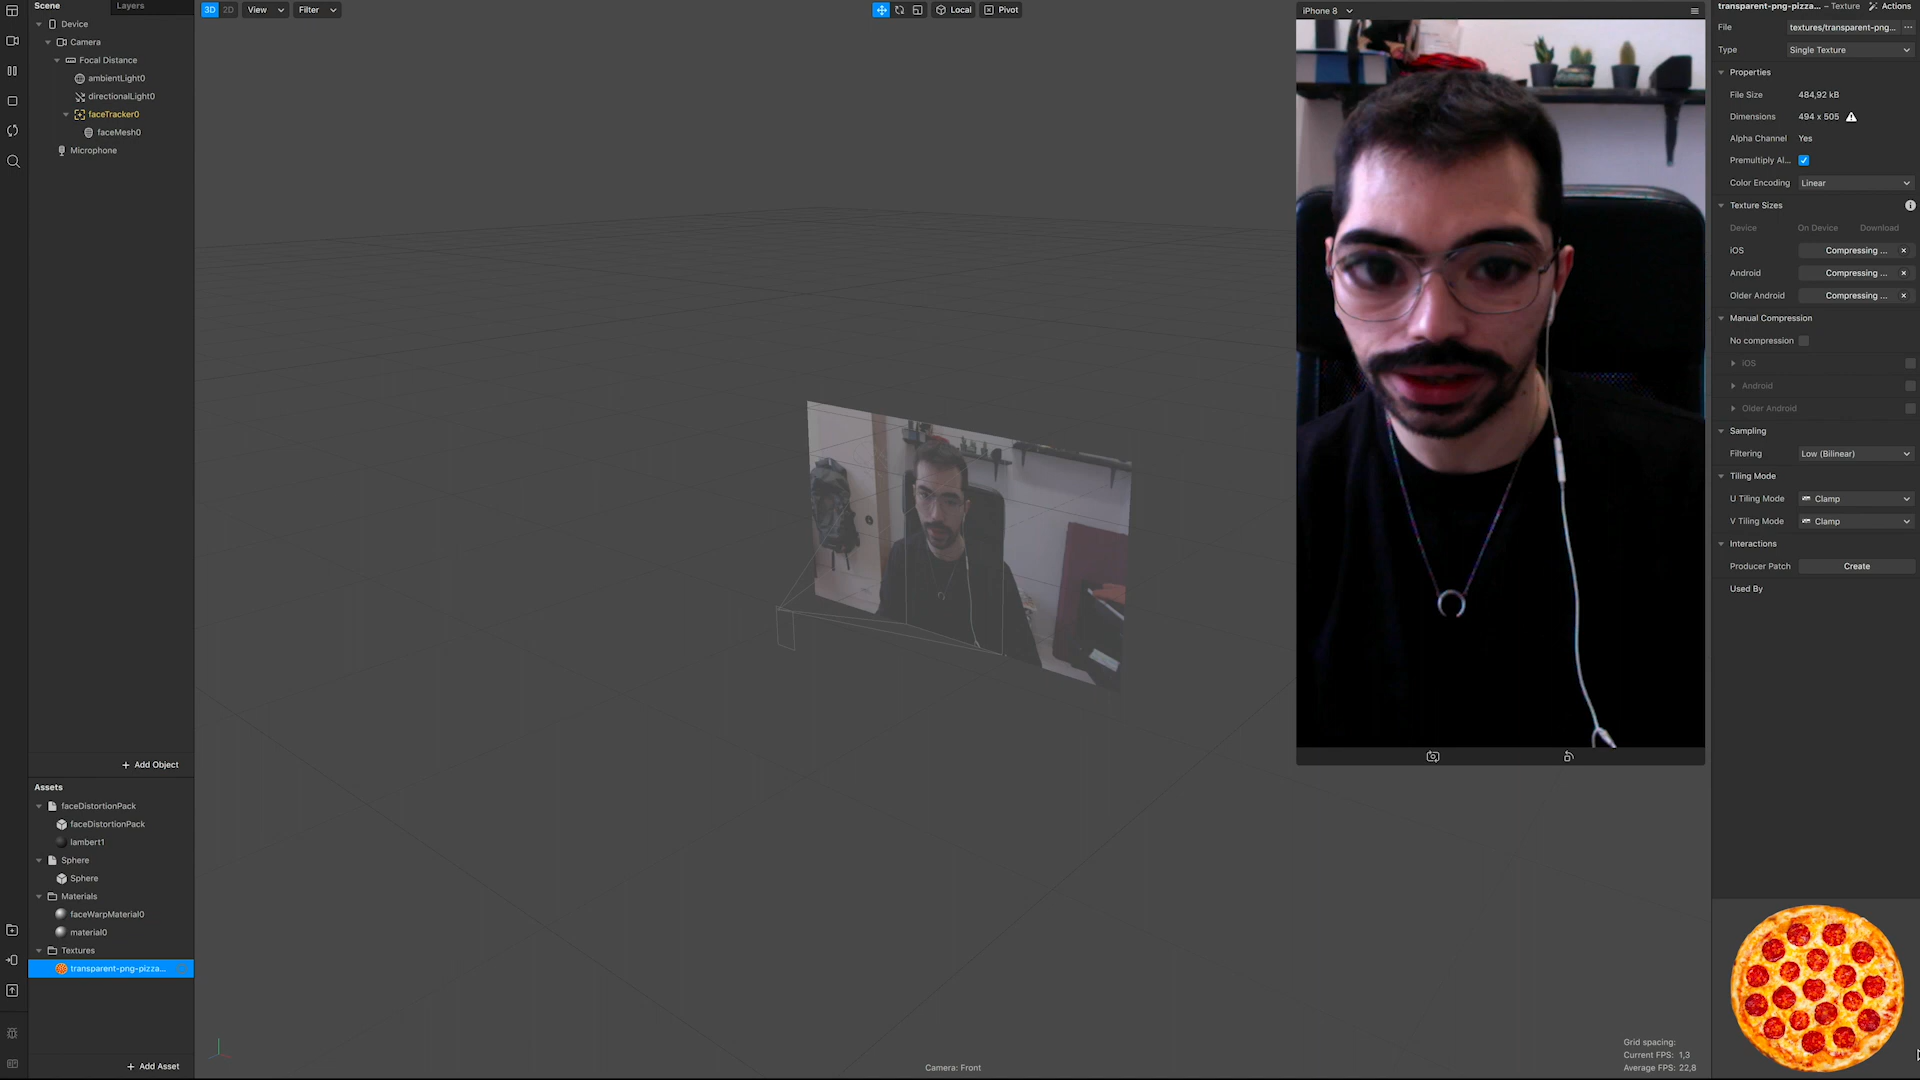 Scene
Layers
Device
Camera
Focal Distance
ambientLight0
directionalLight0
faceTracker0
faceMesh0
Microphone
+ Add Object
Assets
faceDistortionPack
faceDistortionPack
lambert1
Sphere
Sphere
Materials
faceWarpMaterial0
material0
Textures
transparent-png-pizza...
+ Add Asset
3D
2D
View
Filter
Local
Pivot
Camera: Front
Grid spacing:
Current FPS: 1,3
Average FPS: 22,8
iPhone 8
transparent-png-pizza... – Texture
Actions
File
textures/transparent-png...
Type
Single Texture
Properties
File Size
484,92 kB
Dimensions
494 x 505
Alpha Channel
Yes
Premultiply Al...
Color Encoding
Linear
Texture Sizes
Device
On Device
Download
iOS
Compressing ...
Android
Compressing ...
Older Android
Compressing ...
Manual Compression
No compression
iOS
Android
Older Android
Sampling
Filtering
Low (Bilinear)
Tiling Mode
U Tiling Mode
Clamp
V Tiling Mode
Clamp
Interactions
Producer Patch
Create
Used By